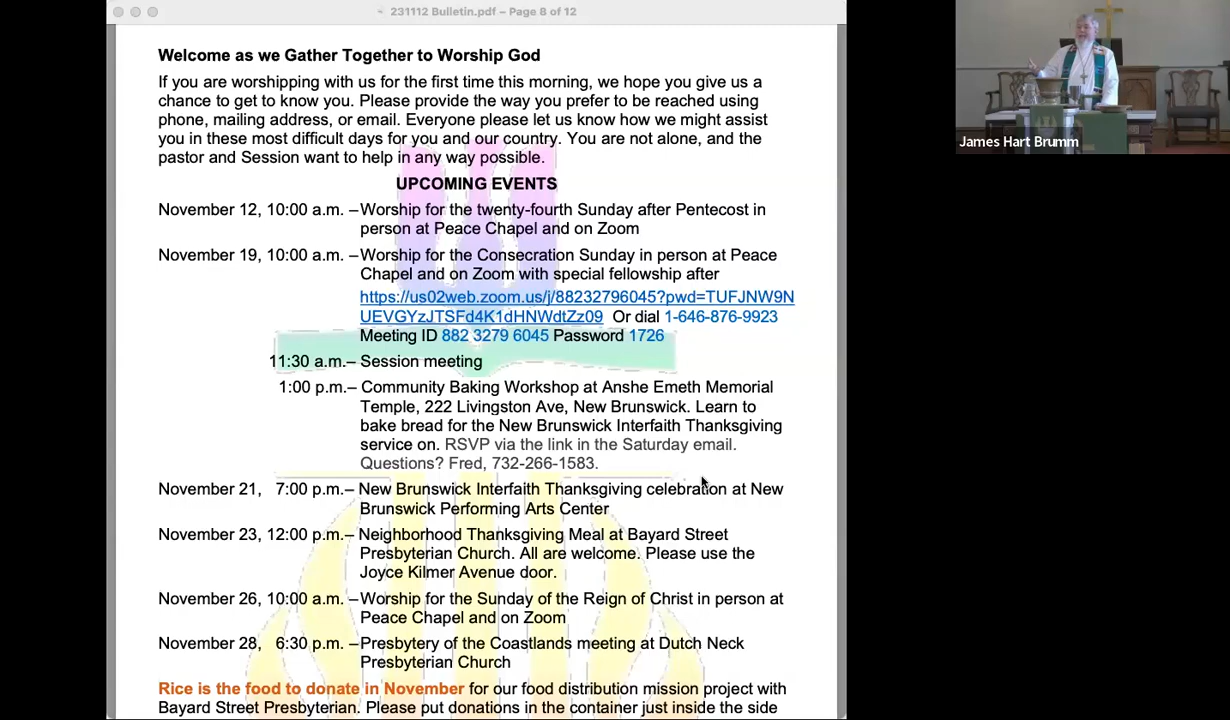 231112 Bulletin.pdf – Page 8 of 12
Welcome as we Gather Together to Worship God
If you are worshipping with us for the first time this morning, we hope you give us a
chance to get to know you. Please provide the way you prefer to be reached using
phone, mailing address, or email. Everyone please let us know how we might assist
you in these most difficult days for you and our country. You are not alone, and the
pastor and Session want to help in any way possible.
UPCOMING EVENTS
November 12, 10:00 a.m. –Worship for the twenty-fourth Sunday after Pentecost in
person at Peace Chapel and on Zoom
November 19, 10:00 a.m. –Worship for the Consecration Sunday in person at Peace
Chapel and on Zoom with special fellowship after
https://us02web.zoom.us/j/88232796045?pwd=TUFJNW9N
UEVGYzJTSFd4K1dHNWdtZz09 Or dial 1-646-876-9923
Meeting ID 882 3279 6045 Password 1726
11:30 a.m.– Session meeting
1:00 p.m.– Community Baking Workshop at Anshe Emeth Memorial
Temple, 222 Livingston Ave, New Brunswick. Learn to
bake bread for the New Brunswick Interfaith Thanksgiving
service on. RSVP via the link in the Saturday email.
Questions? Fred, 732-266-1583.
November 21, 7:00 p.m.– New Brunswick Interfaith Thanksgiving celebration at New
Brunswick Performing Arts Center
November 23, 12:00 p.m.– Neighborhood Thanksgiving Meal at Bayard Street
Presbyterian Church. All are welcome. Please use the
Joyce Kilmer Avenue door.
November 26, 10:00 a.m. –Worship for the Sunday of the Reign of Christ in person at
Peace Chapel and on Zoom
November 28, 6:30 p.m. –Presbytery of the Coastlands meeting at Dutch Neck
Presbyterian Church
Rice is the food to donate in November for our food distribution mission project with
Bayard Street Presbyterian. Please put donations in the container just inside the side
James Hart Brumm